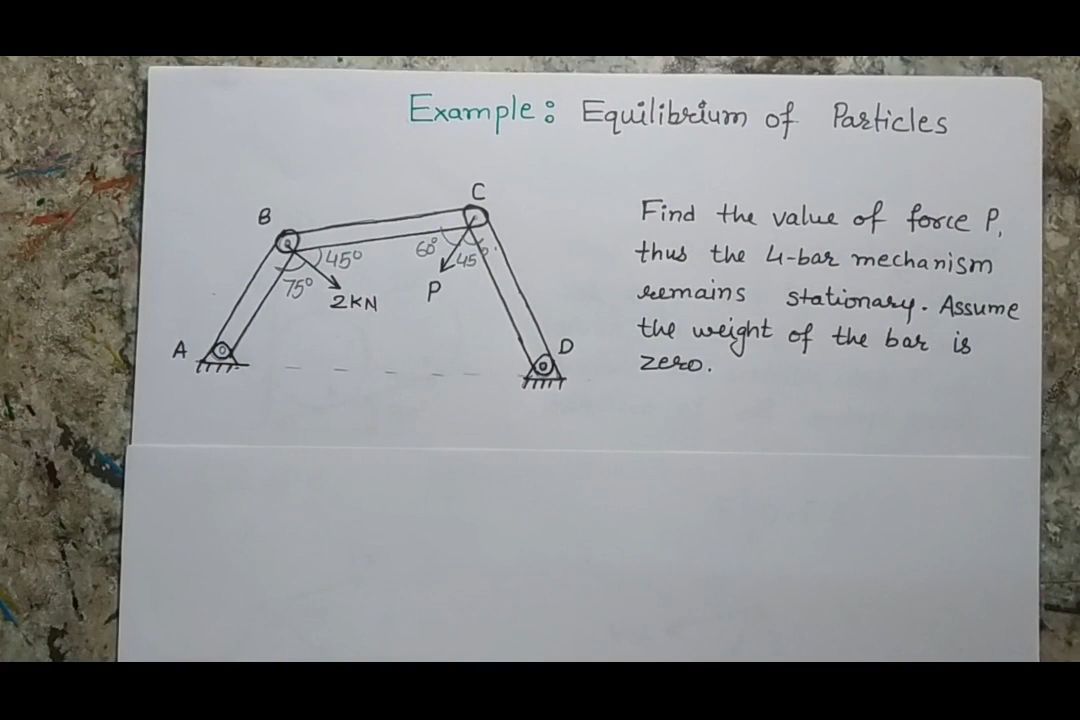 Example: Equilibrium of Particles
C
B
Find the value of force P,
60° 45°
45°
thus the 4-bar mechanism
75°
P
2KN
remains stationary. Assume
the weight of the bar is
A
D
zero.